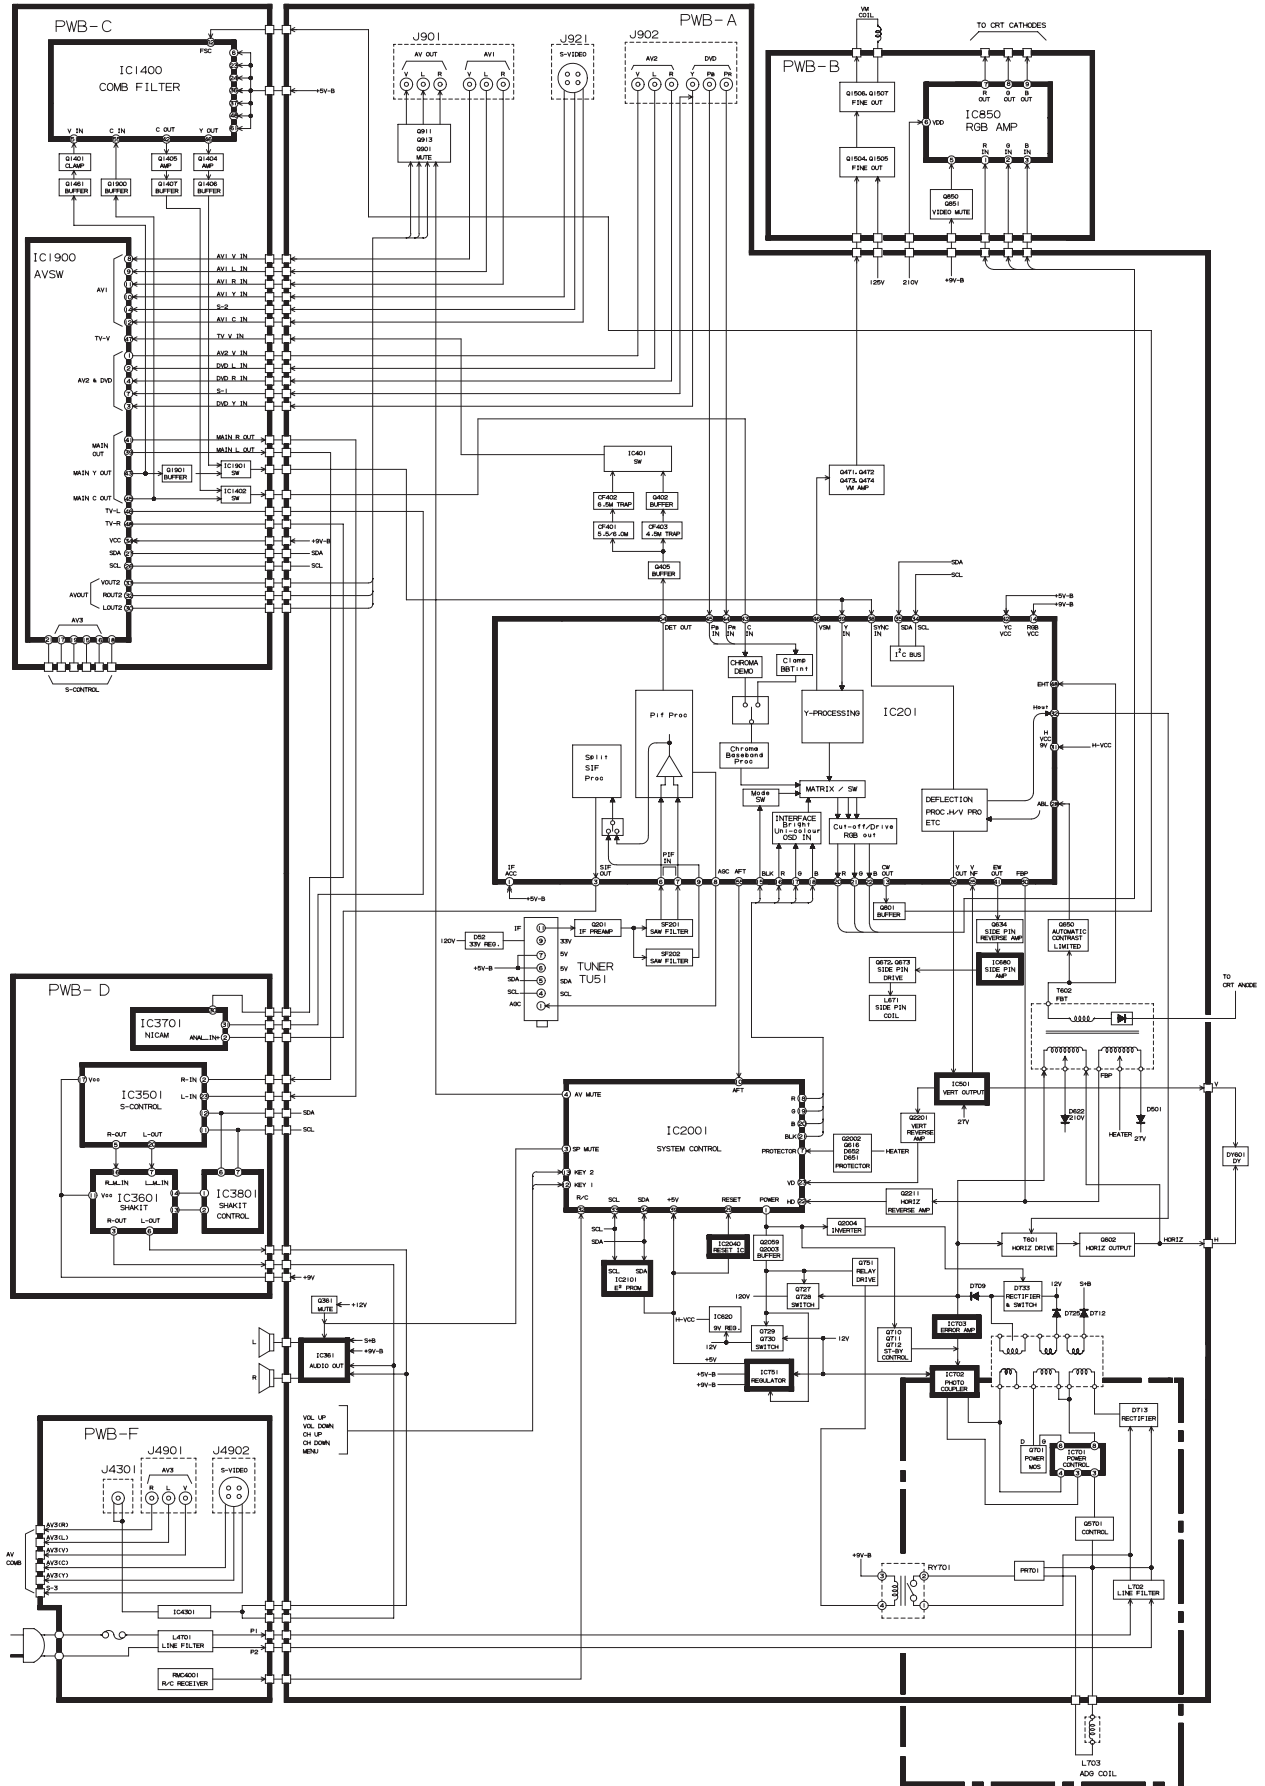 PWB-C
FSC
IC1400
COMB FILTER
+5V-B
V IN
C IN
C OUT
Y OUT
Q1401
CLAMP
Q1405
AMP
Q1404
AMP
Q1461
BUFFER
Q1900
BUFFER
Q1407
BUFFER
Q1406
BUFFER
IC1900
AVSW
AV1
TV-V
AV2 & DVD
MAIN
OUT
MAIN Y OUT
MAIN C OUT
TV-L
TV-R
VCC
SDA
SCL
VOUT2
AVOUT
ROUT2
LOUT2
AV3
S-CONTROL
AV1 V IN
AV1 L IN
AV1 R IN
AV1 Y IN
S-2
AV1 C IN
TV V IN
AV2 V IN
DVD L IN
DVD R IN
S-1
DVD Y IN
MAIN R OUT
MAIN L OUT
Q1901
BUFFER
IC1901
SW
IC1402
SW
+9V-B
SDA
SCL
PWB-A
J901
AV OUT
AV1
V L R
V L R
J921
S-VIDEO
J902
AV2
DVD
V L R Y PB PR
Q911
Q913
Q901
MUTE
VM
COIL
TO CRT CATHODES
PWB-B
Q1506, Q1507
FINE OUT
Q1504, Q1505
FINE OUT
R
OUT
G
OUT
B
OUT
IC850
RGB AMP
VDD
R
IN
G
IN
B
IN
Q850
Q851
VIDEO MUTE
125V
210V
+9V-B
IC401
SW
CF402
6.5M TRAP
Q402
BUFFER
CF401
5.5/6.0M
CF403
4.5M TRAP
Q405
BUFFER
Q471, Q472
Q473, Q474
VM AMP
SDA
SCL
+5V-B
+9V-B
DET OUT
C
IN
VSM
Y
IN
SYNC
IN
SDA
SCL
I2C BUS
YC
VCC
RGB
VCC
CHROMA
DEMO
Clamp
BBTint
Pif Proc
Y-PROCESSING
IC201
EHT
Hout
H
VCC
9V
H-VCC
ABL
Split
SIF
Proc
Chroma
Baseband
Proc
Mode
SW
MATRIX / SW
INTERFACE
Bright
Uni-colour
OSD IN
Cut-off/Drive
RGB out
DEFLECTION
PROC.H/V PRO
ETC
IF
ACC
+5V-B
SIF
OUT
PIF
IN
AGC
AFT
BLK R G B
R G B
CW
OUT
V
OUT
V
NF
EW
OUT
FBP
Q801
BUFFER
120V
D52
33V REG.
IF
33V
5V
+5V-B
5V
SDA
SDA
SCL
SCL
AGC
TUNER
TU51
Q201
IF PREAMP
SF201
SAW FILTER
SF202
SAW FILTER
Q634
SIDE PIN
REVERSE AMP
Q650
AUTOMATIC
CONTRAST
LIMITED
Q672, Q673
SIDE PIN
DRIVE
IC680
SIDE PIN
AMP
L671
SIDE PIN
COIL
T602
FBT
TO
CRT ANODE
FBP
D622
210V
HEATER
D501
27V
PWB- D
IC3701
NICAM
ANAL_IN+
Vcc
IC3501
S-CONTROL
R-IN
L-IN
R-OUT
L-OUT
SDA
SCL
R_M_IN
L_M_IN
Vcc
IC3601
SHAKIT
R-OUT
L-OUT
IC3801
SHAKIT
CONTROL
+9V
AV MUTE
AFT
IC2001
SYSTEM CONTROL
SP MUTE
KEY 2
KEY 1
R/C
SCL
SDA
+5V
RESET
POWER
R
G
B
BLK
PROTECTOR
VD
HD
Q2002
Q616
D652
D651
PROTECTOR
HEATER
IC501
VERT OUTPUT
27V
Q2201
VERT
REVERSE
AMP
Q2211
HORIZ
REVERSE AMP
V
DY601
DY
H
SCL
SDA
SCL SDA
IC2101
E² PROM
IC2040
RESET IC
Q2059
Q2003
BUFFER
Q2004
INVERTER
Q751
RELAY
DRIVE
120V
Q727
Q728
SWITCH
H-VCC
IC620
9V REG.
12V
Q729
Q730
SWITCH
12V
+5V
+5V-B
+9V-B
IC751
REGULATOR
Q710
Q711
Q712
ST-BY
CONTROL
T601
HORIZ DRIVE
Q602
HORIZ OUTPUT
HORIZ
D709
D733
RECTIFIER
& SWITCH
12V
S+B
D725
D712
IC703
ERROR AMP
IC702
PHOTO
COUPLER
D713
RECTIFIER
D G
Q701
POWER
MOS
IC701
POWER
CONTROL
Q5701
CONTROL
+9V-B
RY701
PR701
L702
LINE FILTER
L703
ADG COIL
Q361
MUTE
+12V
L
R
IC361
AUDIO OUT
S+B
+9V-B
VOL UP
VOL DOWN
CH UP
CH DOWN
MENU
PWB-F
J4301
J4901
AV3
R L V
J4902
S-VIDEO
AV
COMB
AV3(R)
AV3(L)
AV3(V)
AV3(C)
AV3(Y)
S-3
IC4301
L4701
LINE FILTER
P1
P2
RMC4001
R/C RECEIVER